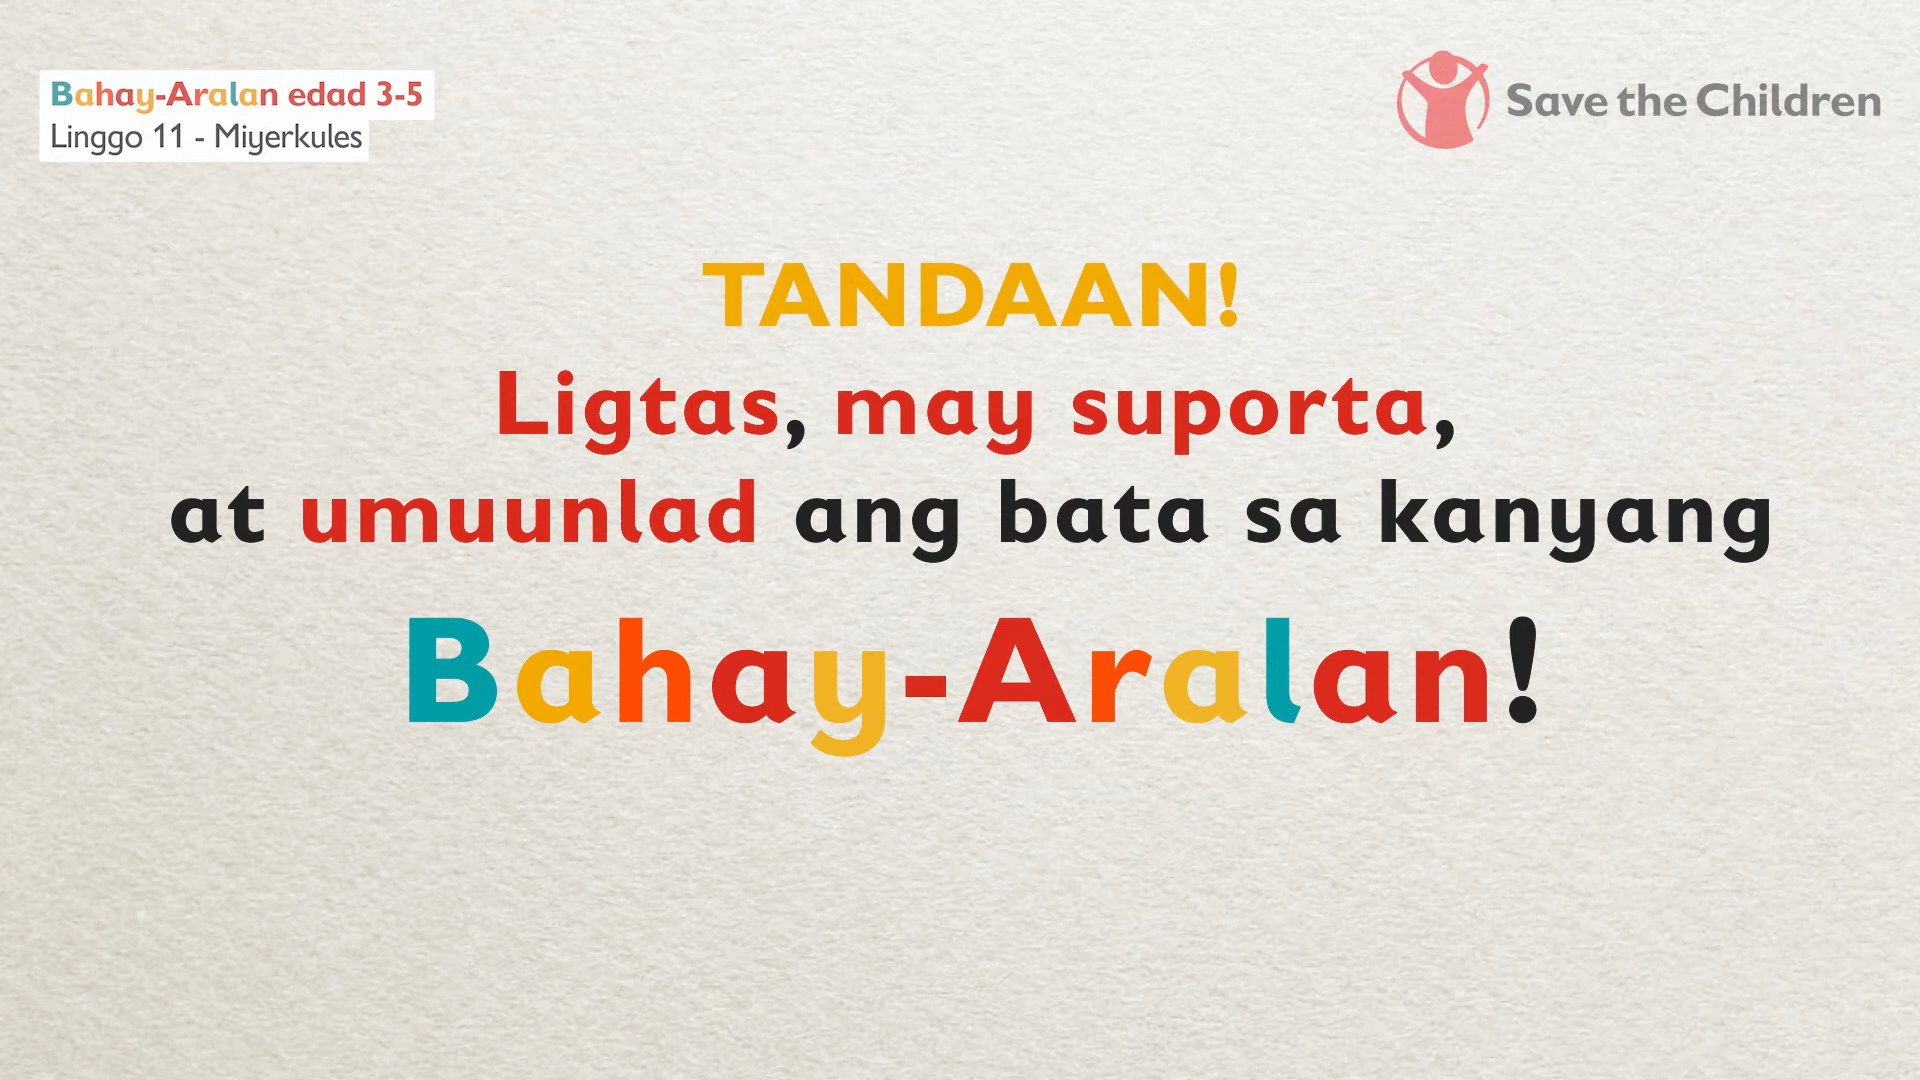 Bahay-Aralan edad 3-5
Linggo 11 - Miyerkules
Save the Children
TANDAAN!
Ligtas, may suporta,
at umuunlad ang bata sa kanyang
Bahay-Aralan!